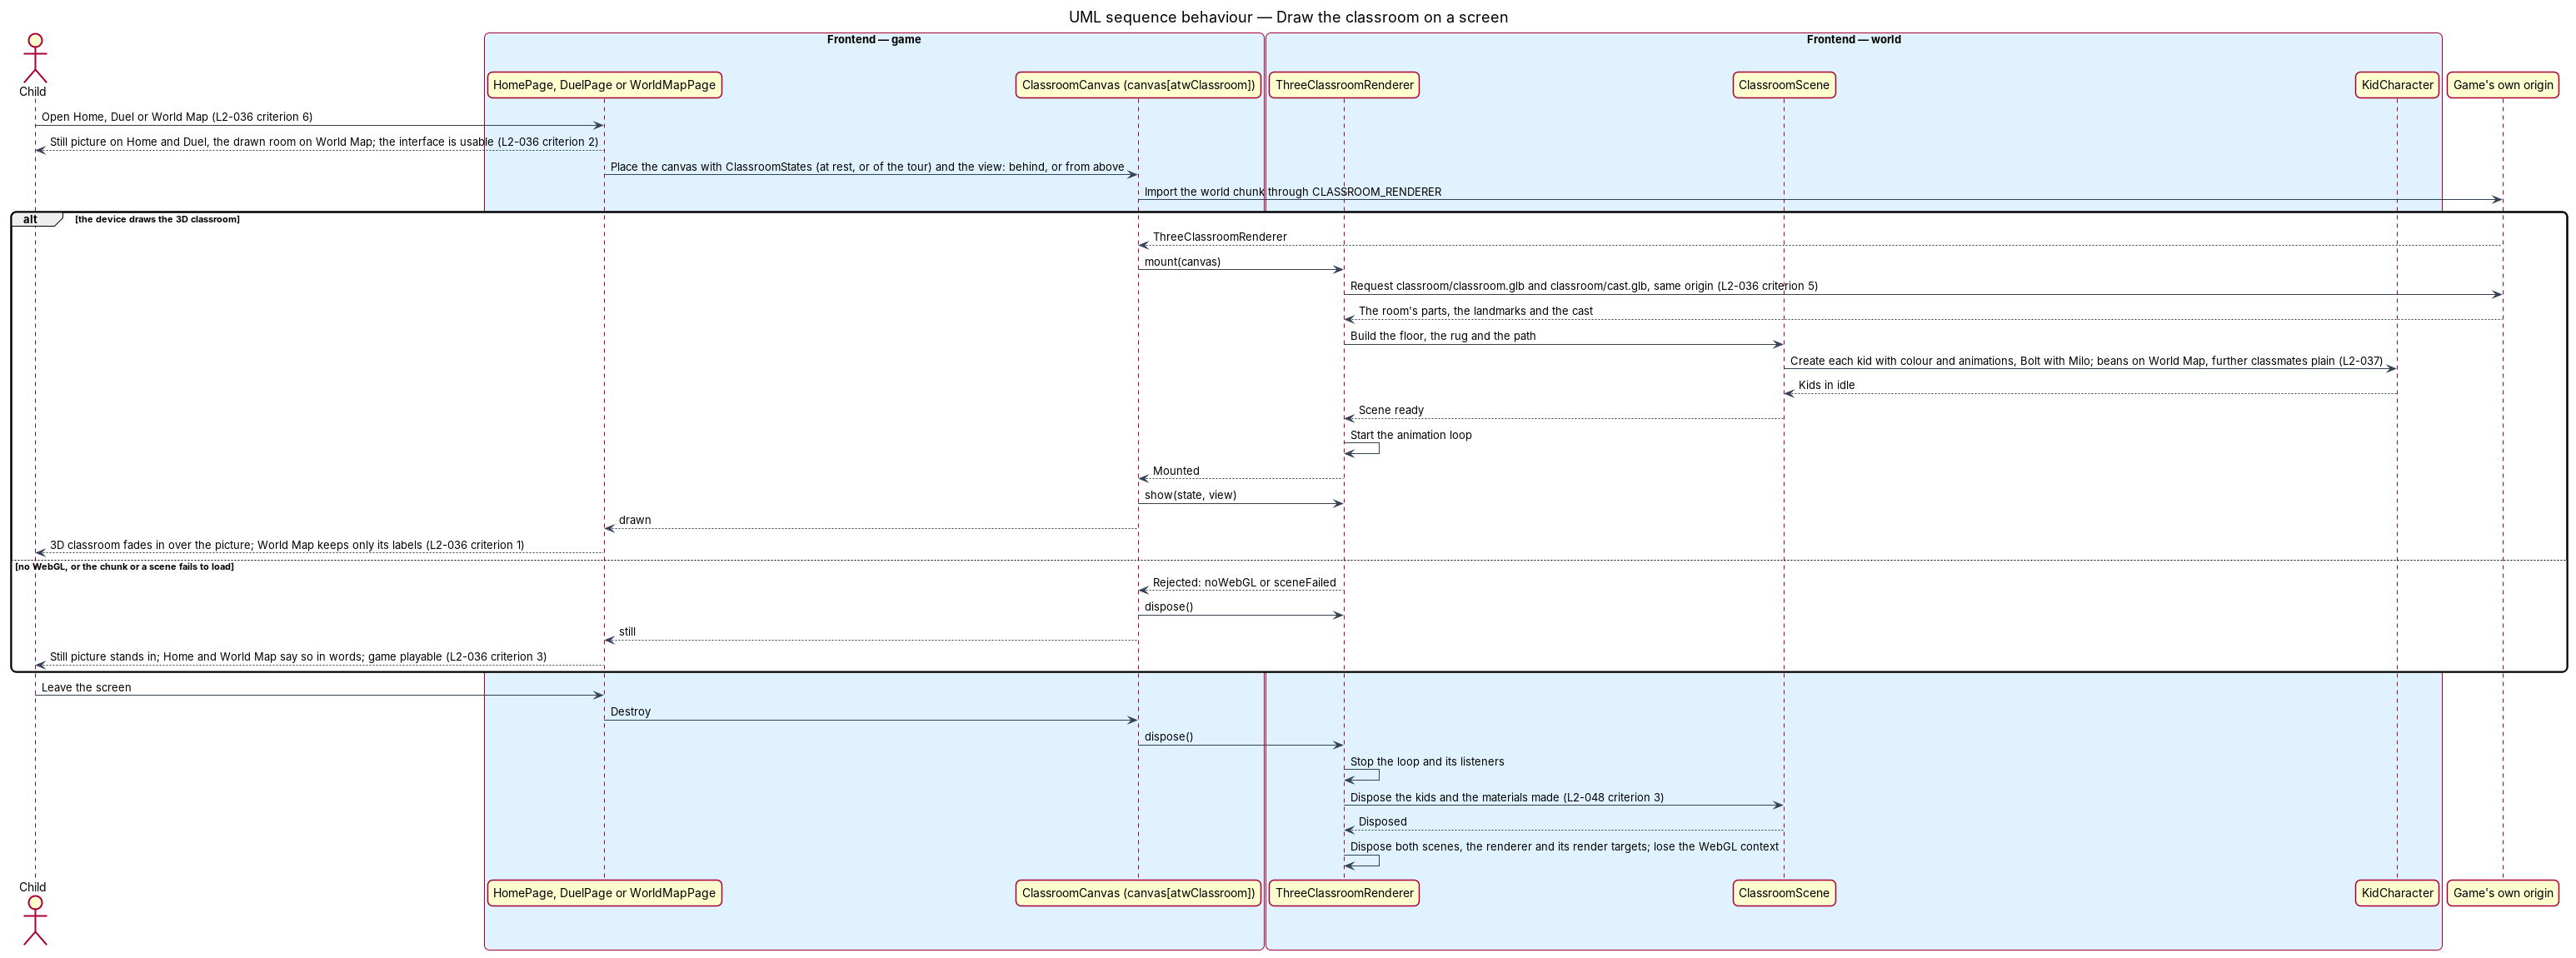 UML sequence behaviour — Draw the classroom on a screen
Frontend — game
Frontend — world
Child
HomePage, DuelPage or WorldMapPage
ClassroomCanvas (canvas[atwClassroom])
ThreeClassroomRenderer
ClassroomScene
KidCharacter
Game's own origin
Open Home, Duel or World Map (L2-036 criterion 6)
Still picture on Home and Duel, the drawn room on World Map; the interface is usable (L2-036 criterion 2)
Place the canvas with ClassroomStates (at rest, or of the tour) and the view: behind, or from above
Import the world chunk through CLASSROOM_RENDERER
alt
[the device draws the 3D classroom]
ThreeClassroomRenderer
mount(canvas)
Request classroom/classroom.glb and classroom/cast.glb, same origin (L2-036 criterion 5)
The room's parts, the landmarks and the cast
Build the floor, the rug and the path
Create each kid with colour and animations, Bolt with Milo; beans on World Map, further classmates plain (L2-037)
Kids in idle
Scene ready
Start the animation loop
Mounted
show(state, view)
drawn
3D classroom fades in over the picture; World Map keeps only its labels (L2-036 criterion 1)
[no WebGL, or the chunk or a scene fails to load]
Rejected: noWebGL or sceneFailed
dispose()
still
Still picture stands in; Home and World Map say so in words; game playable (L2-036 criterion 3)
Leave the screen
Destroy
dispose()
Stop the loop and its listeners
Dispose the kids and the materials made (L2-048 criterion 3)
Disposed
Dispose both scenes, the renderer and its render targets; lose the WebGL context
Child
HomePage, DuelPage or WorldMapPage
ClassroomCanvas (canvas[atwClassroom])
ThreeClassroomRenderer
ClassroomScene
KidCharacter
Game's own origin